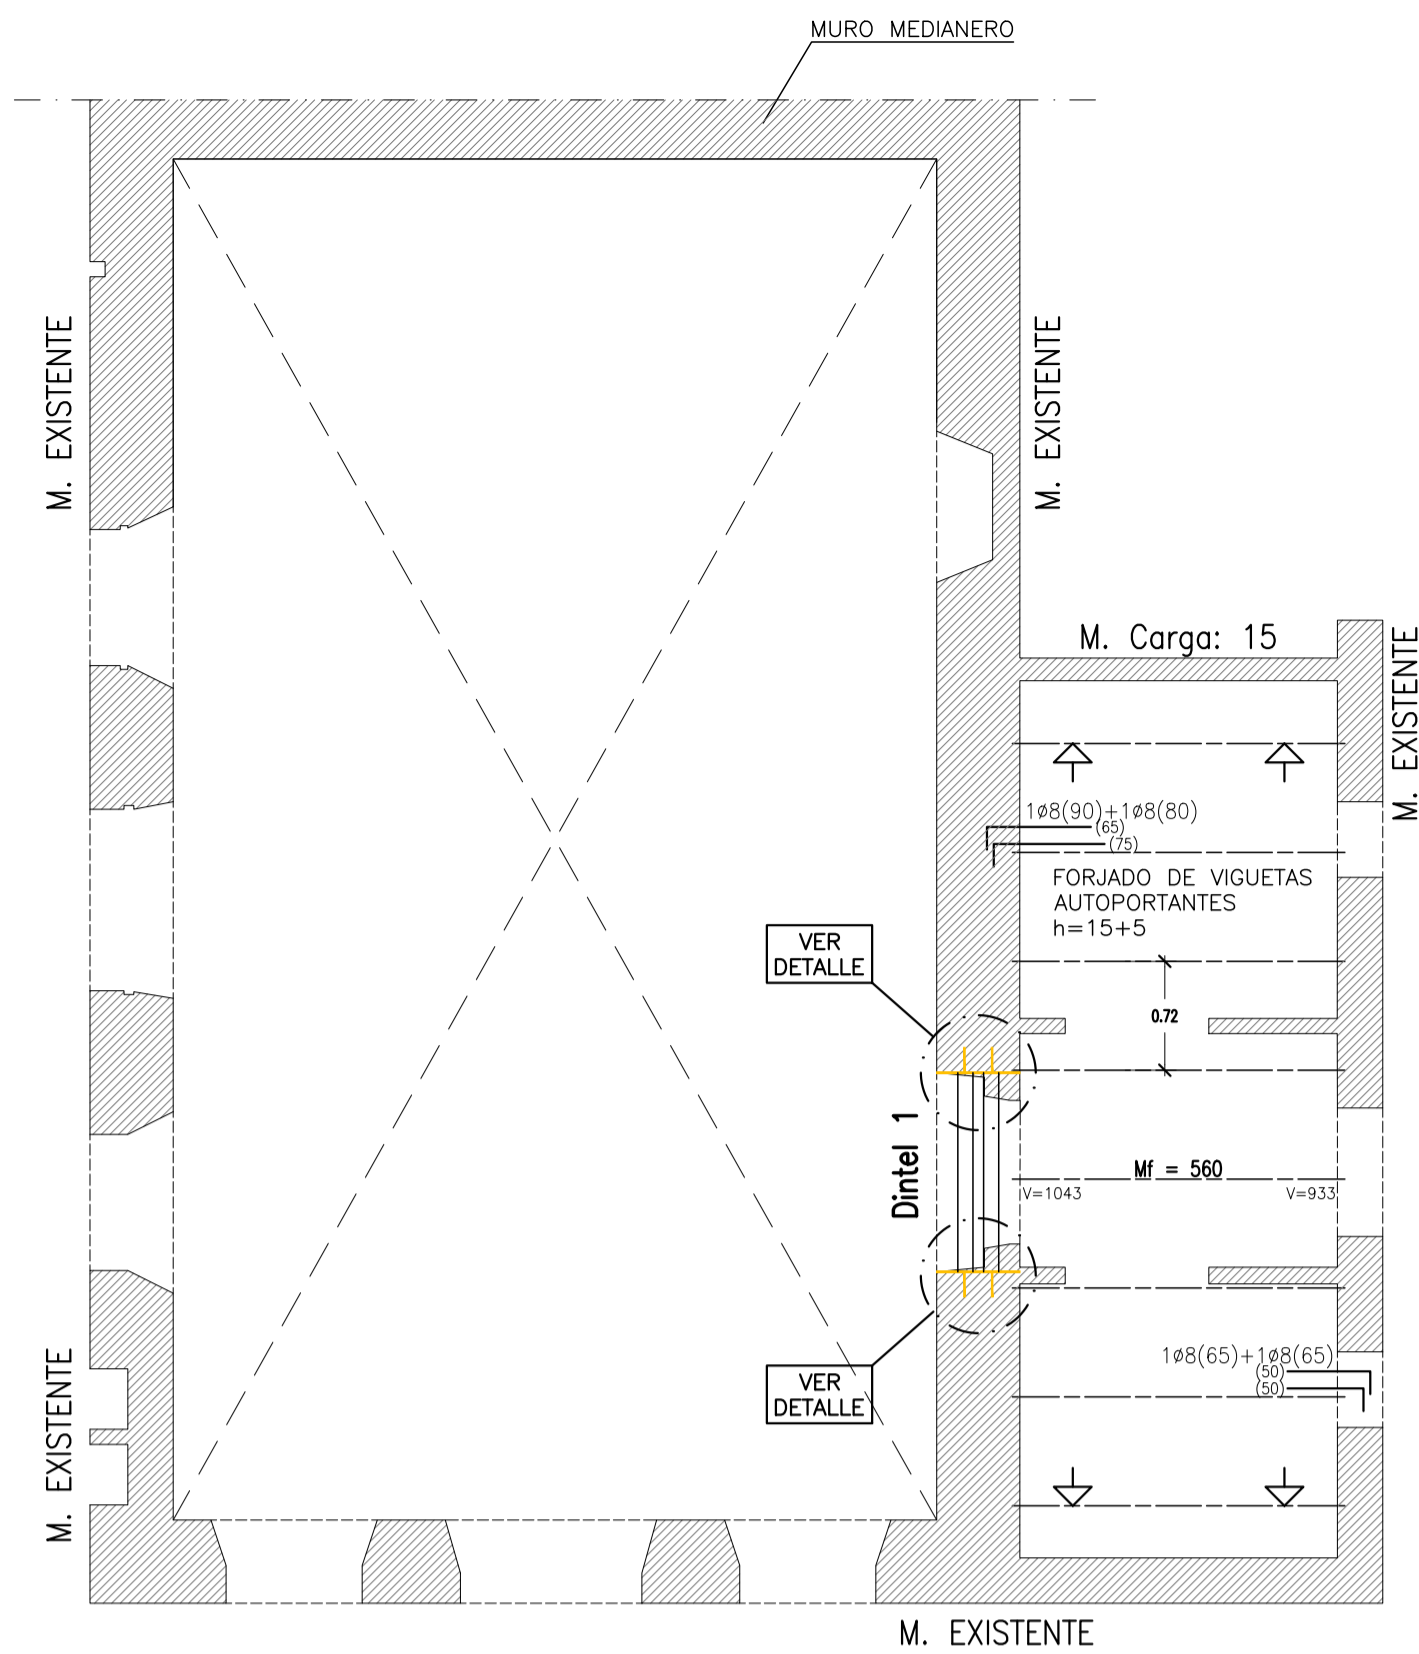 MURO MEDIANERO
M. EXISTENTE
M. EXISTENTE
M. Carga: 15
M. EXISTENTE
1ø8(90)+1ø8(80)
(65)
(75)
FORJADO DE VIGUETAS
AUTOPORTANTES
h=15+5
VER
DETALLE
0.72
Dintel 1
Mf = 560
V=1043
V=933
1ø8(65)+1ø8(65)
(50)
(50)
VER
DETALLE
M. EXISTENTE
M. EXISTENTE